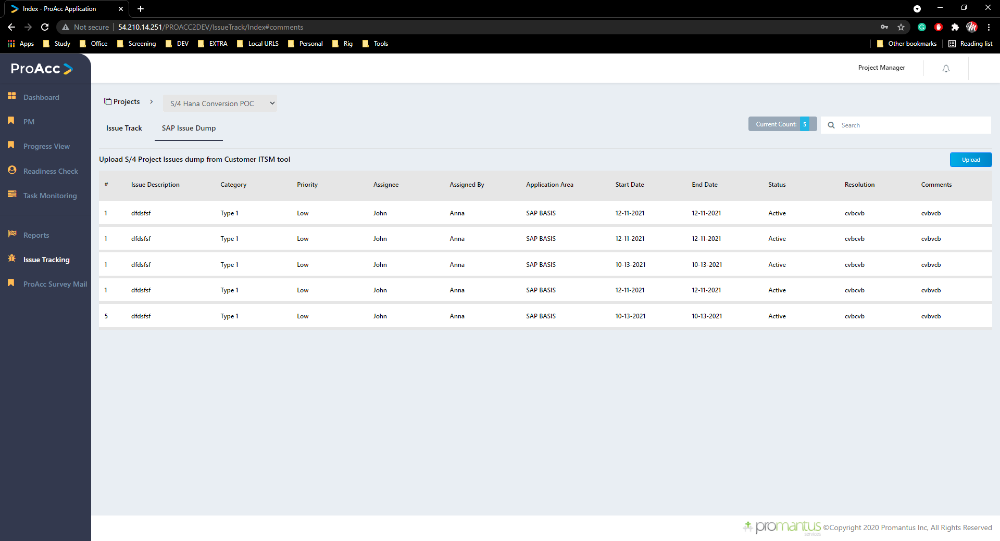 Index - ProAcc Application
Not secure 54.210.14.251/PROACC2DEV/IssueTrack/Index#comments
Apps Study Office Screening DEV EXTRA Local URLS Personal Rig Tools Other bookmarks Reading list
ProAcc
Project Manager
Dashboard
PM
Progress View
Readiness Check
Task Monitoring
Reports
Issue Tracking
ProAcc Survey Mail
Projects S/4 Hana Conversion POC
Issue Track SAP Issue Dump
Current Count: 5 Search
Upload S/4 Project Issues dump from Customer ITSM tool Upload
# Issue Description Category Priority Assignee Assigned By Application Area Start Date End Date Status Resolution Comments
1 dfdsfsf Type 1 Low John Anna SAP BASIS 12-11-2021 12-11-2021 Active cvbcvb cvbvcb
1 dfdsfsf Type 1 Low John Anna SAP BASIS 12-11-2021 12-11-2021 Active cvbcvb cvbvcb
1 dfdsfsf Type 1 Low John Anna SAP BASIS 10-13-2021 10-13-2021 Active cvbcvb cvbvcb
1 dfdsfsf Type 1 Low John Anna SAP BASIS 12-11-2021 12-11-2021 Active cvbcvb cvbvcb
5 dfdsfsf Type 1 Low John Anna SAP BASIS 10-13-2021 10-13-2021 Active cvbcvb cvbvcb
promantus
services
©Copyright 2020 Promantus Inc, All Rights Reserved